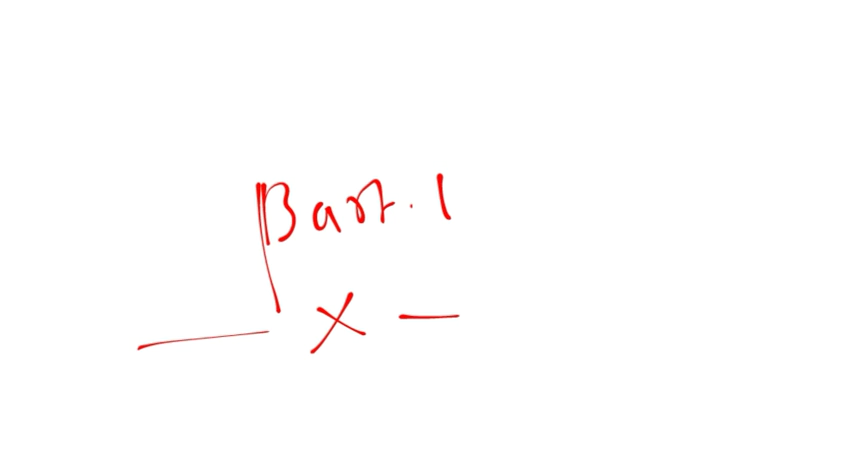 Bart. 1
— X —